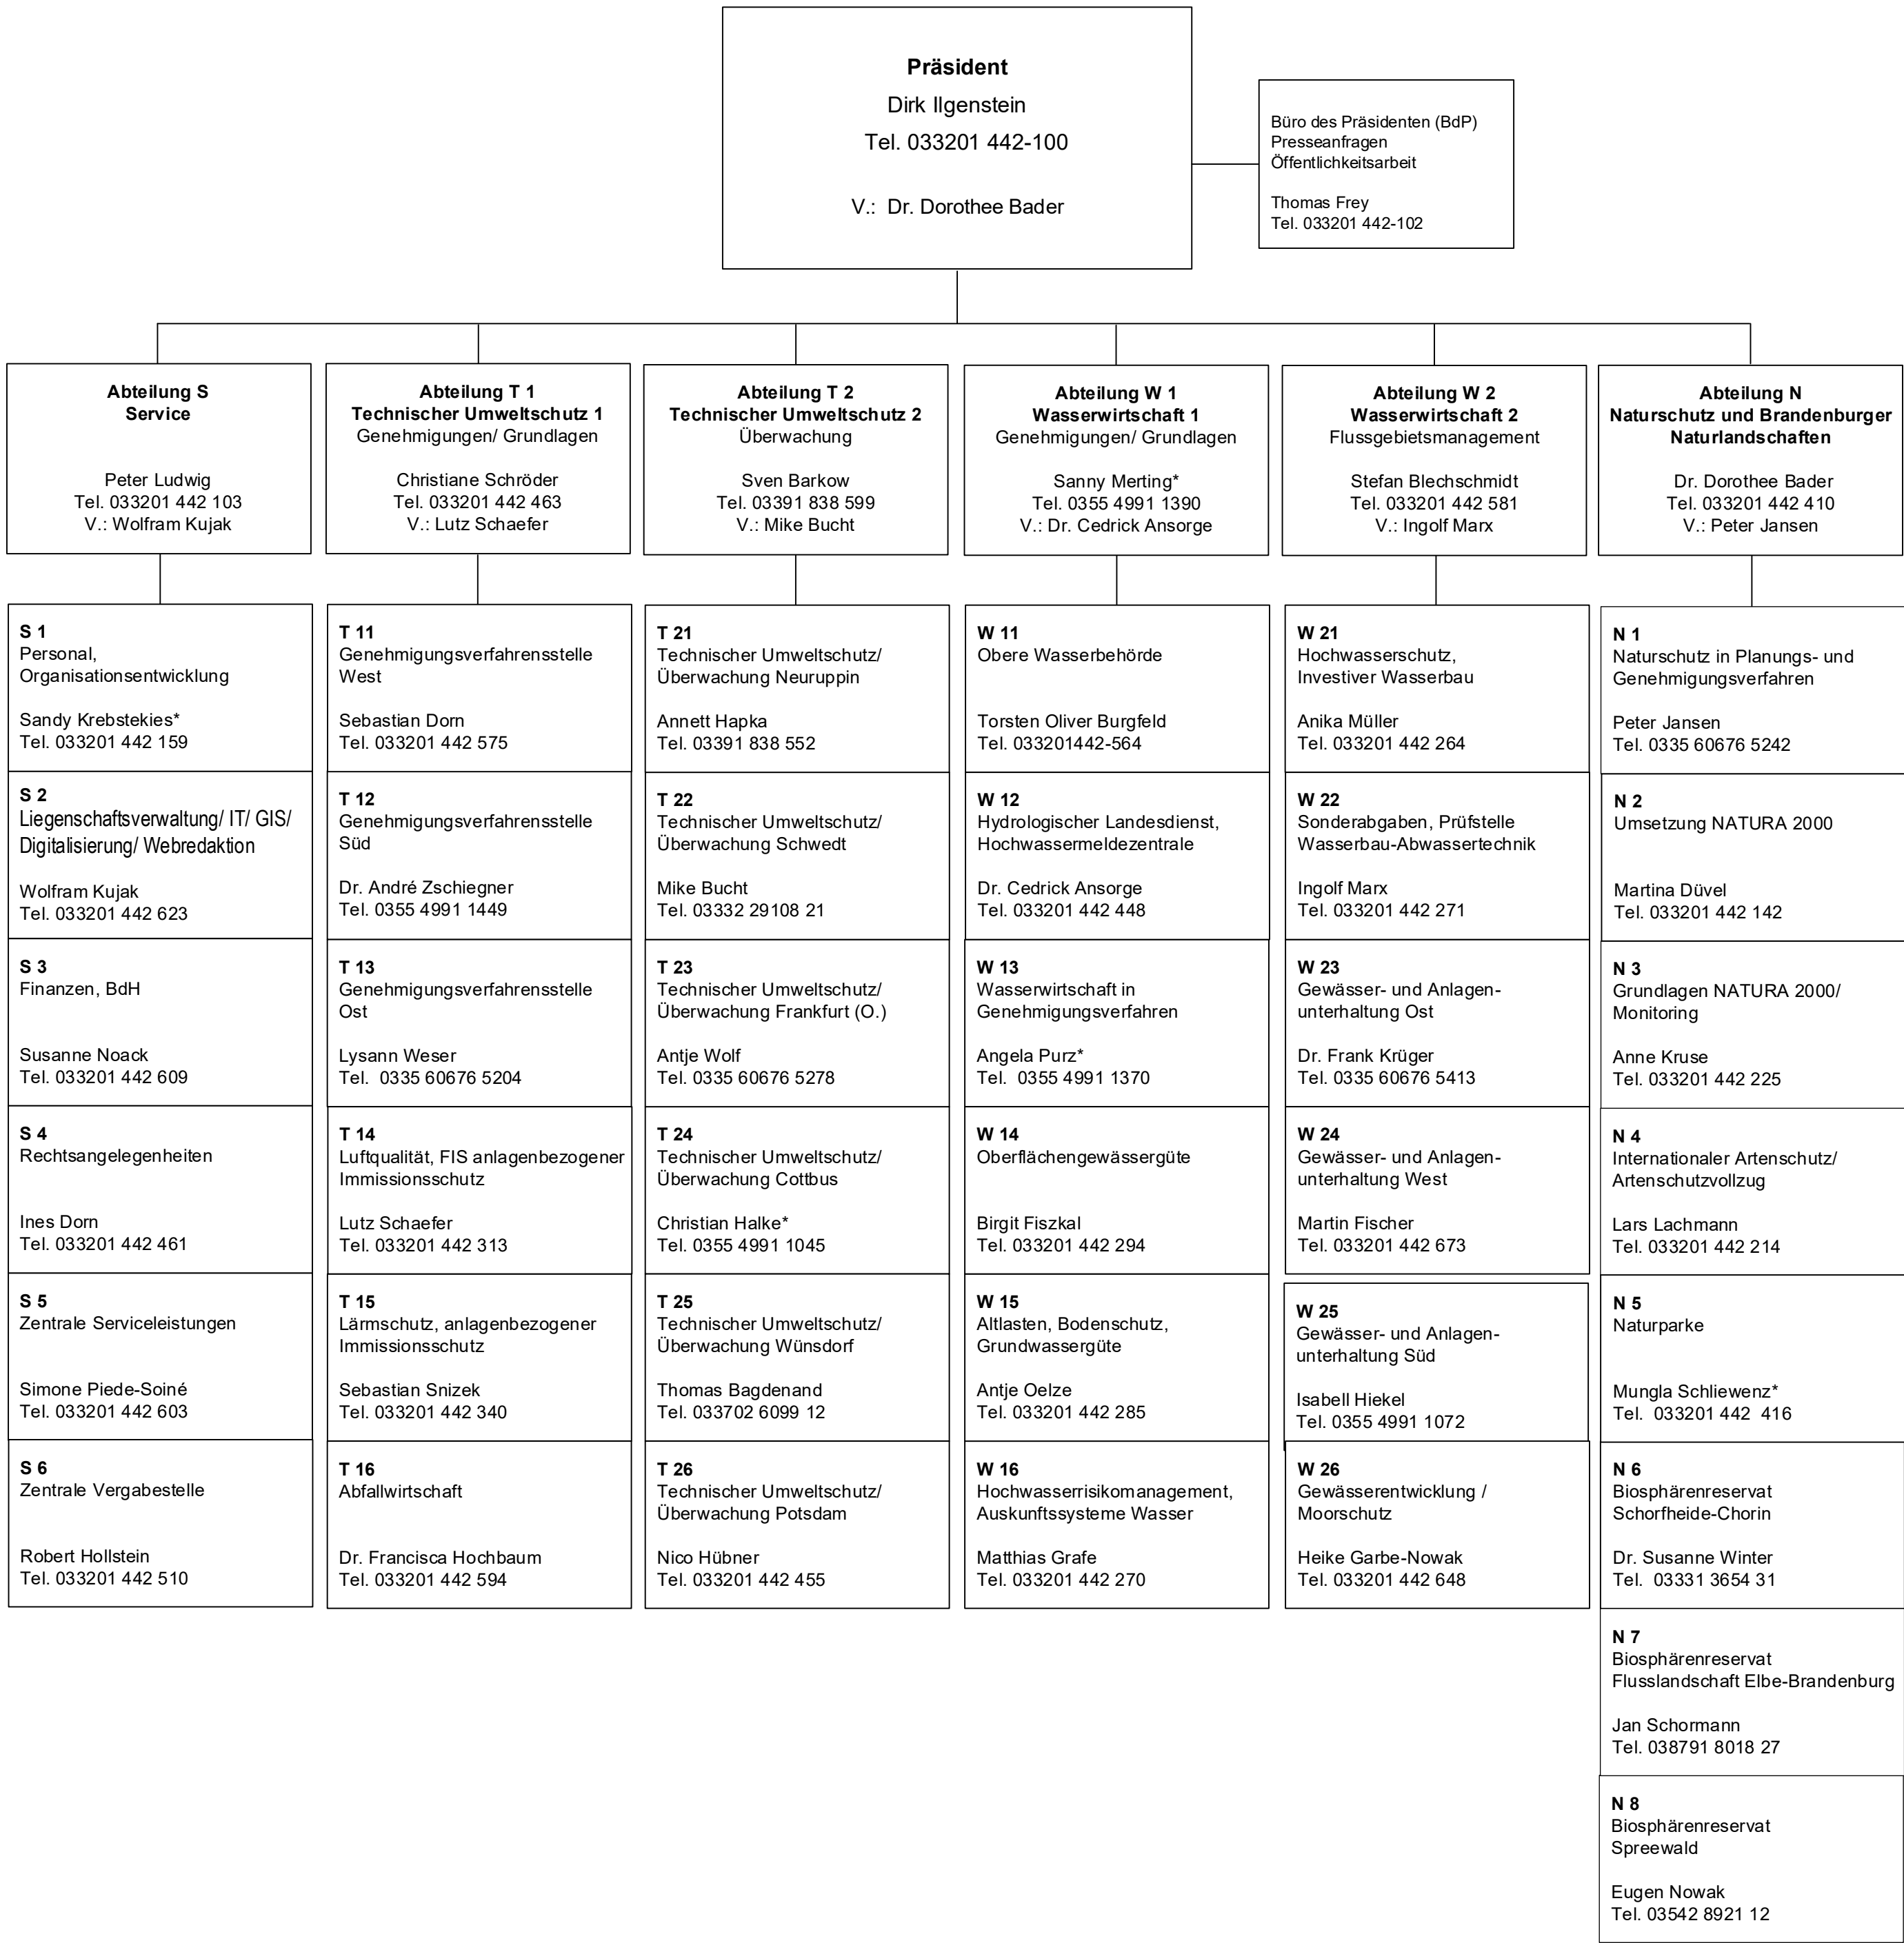 Präsident
Dirk Ilgenstein
Tel. 033201 442-100
V.: Dr. Dorothee Bader
Büro des Präsidenten (BdP)
Presseanfragen
Öffentlichkeitsarbeit
Thomas Frey
Tel. 033201 442-102
Abteilung S
Service
Peter Ludwig
Tel. 033201 442 103
V.: Wolfram Kujak
Abteilung T 1
Technischer Umweltschutz 1
Genehmigungen/ Grundlagen
Christiane Schröder
Tel. 033201 442 463
V.: Lutz Schaefer
Abteilung T 2
Technischer Umweltschutz 2
Überwachung
Sven Barkow
Tel. 03391 838 599
V.: Mike Bucht
Abteilung W 1
Wasserwirtschaft 1
Genehmigungen/ Grundlagen
Sanny Merting*
Tel. 0355 4991 1390
V.: Dr. Cedrick Ansorge
Abteilung W 2
Wasserwirtschaft 2
Flussgebietsmanagement
Stefan Blechschmidt
Tel. 033201 442 581
V.: Ingolf Marx
Abteilung N
Naturschutz und Brandenburger
Naturlandschaften
Dr. Dorothee Bader
Tel. 033201 442 410
V.: Peter Jansen
S 1
Personal,
Organisationsentwicklung
Sandy Krebstekies*
Tel. 033201 442 159
S 2
Liegenschaftsverwaltung/ IT/ GIS/
Digitalisierung/ Webredaktion
Wolfram Kujak
Tel. 033201 442 623
S 3
Finanzen, BdH
Susanne Noack
Tel. 033201 442 609
S 4
Rechtsangelegenheiten
Ines Dorn
Tel. 033201 442 461
S 5
Zentrale Serviceleistungen
Simone Piede-Soiné
Tel. 033201 442 603
S 6
Zentrale Vergabestelle
Robert Hollstein
Tel. 033201 442 510
T 11
Genehmigungsverfahrensstelle
West
Sebastian Dorn
Tel. 033201 442 575
T 12
Genehmigungsverfahrensstelle
Süd
Dr. André Zschiegner
Tel. 0355 4991 1449
T 13
Genehmigungsverfahrensstelle
Ost
Lysann Weser
Tel. 0335 60676 5204
T 14
Luftqualität, FIS anlagenbezogener
Immissionsschutz
Lutz Schaefer
Tel. 033201 442 313
T 15
Lärmschutz, anlagenbezogener
Immissionsschutz
Sebastian Snizek
Tel. 033201 442 340
T 16
Abfallwirtschaft
Dr. Francisca Hochbaum
Tel. 033201 442 594
T 21
Technischer Umweltschutz/
Überwachung Neuruppin
Annett Hapka
Tel. 03391 838 552
T 22
Technischer Umweltschutz/
Überwachung Schwedt
Mike Bucht
Tel. 03332 29108 21
T 23
Technischer Umweltschutz/
Überwachung Frankfurt (O.)
Antje Wolf
Tel. 0335 60676 5278
T 24
Technischer Umweltschutz/
Überwachung Cottbus
Christian Halke*
Tel. 0355 4991 1045
T 25
Technischer Umweltschutz/
Überwachung Wünsdorf
Thomas Bagdenand
Tel. 033702 6099 12
T 26
Technischer Umweltschutz/
Überwachung Potsdam
Nico Hübner
Tel. 033201 442 455
W 11
Obere Wasserbehörde
Torsten Oliver Burgfeld
Tel. 033201442-564
W 12
Hydrologischer Landesdienst,
Hochwassermeldezentrale
Dr. Cedrick Ansorge
Tel. 033201 442 448
W 13
Wasserwirtschaft in
Genehmigungsverfahren
Angela Purz*
Tel. 0355 4991 1370
W 14
Oberflächengewässergüte
Birgit Fiszkal
Tel. 033201 442 294
W 15
Altlasten, Bodenschutz,
Grundwassergüte
Antje Oelze
Tel. 033201 442 285
W 16
Hochwasserrisikomanagement,
Auskunftssysteme Wasser
Matthias Grafe
Tel. 033201 442 270
W 21
Hochwasserschutz,
Investiver Wasserbau
Anika Müller
Tel. 033201 442 264
W 22
Sonderabgaben, Prüfstelle
Wasserbau-Abwassertechnik
Ingolf Marx
Tel. 033201 442 271
W 23
Gewässer- und Anlagen-
unterhaltung Ost
Dr. Frank Krüger
Tel. 0335 60676 5413
W 24
Gewässer- und Anlagen-
unterhaltung West
Martin Fischer
Tel. 033201 442 673
W 25
Gewässer- und Anlagen-
unterhaltung Süd
Isabell Hiekel
Tel. 0355 4991 1072
W 26
Gewässerentwicklung /
Moorschutz
Heike Garbe-Nowak
Tel. 033201 442 648
N 1
Naturschutz in Planungs- und
Genehmigungsverfahren
Peter Jansen
Tel. 0335 60676 5242
N 2
Umsetzung NATURA 2000
Martina Düvel
Tel. 033201 442 142
N 3
Grundlagen NATURA 2000/
Monitoring
Anne Kruse
Tel. 033201 442 225
N 4
Internationaler Artenschutz/
Artenschutzvollzug
Lars Lachmann
Tel. 033201 442 214
N 5
Naturparke
Mungla Schliewenz*
Tel. 033201 442 416
N 6
Biosphärenreservat
Schorfheide-Chorin
Dr. Susanne Winter
Tel. 03331 3654 31
N 7
Biosphärenreservat
Flusslandschaft Elbe-Brandenburg
Jan Schormann
Tel. 038791 8018 27
N 8
Biosphärenreservat
Spreewald
Eugen Nowak
Tel. 03542 8921 12